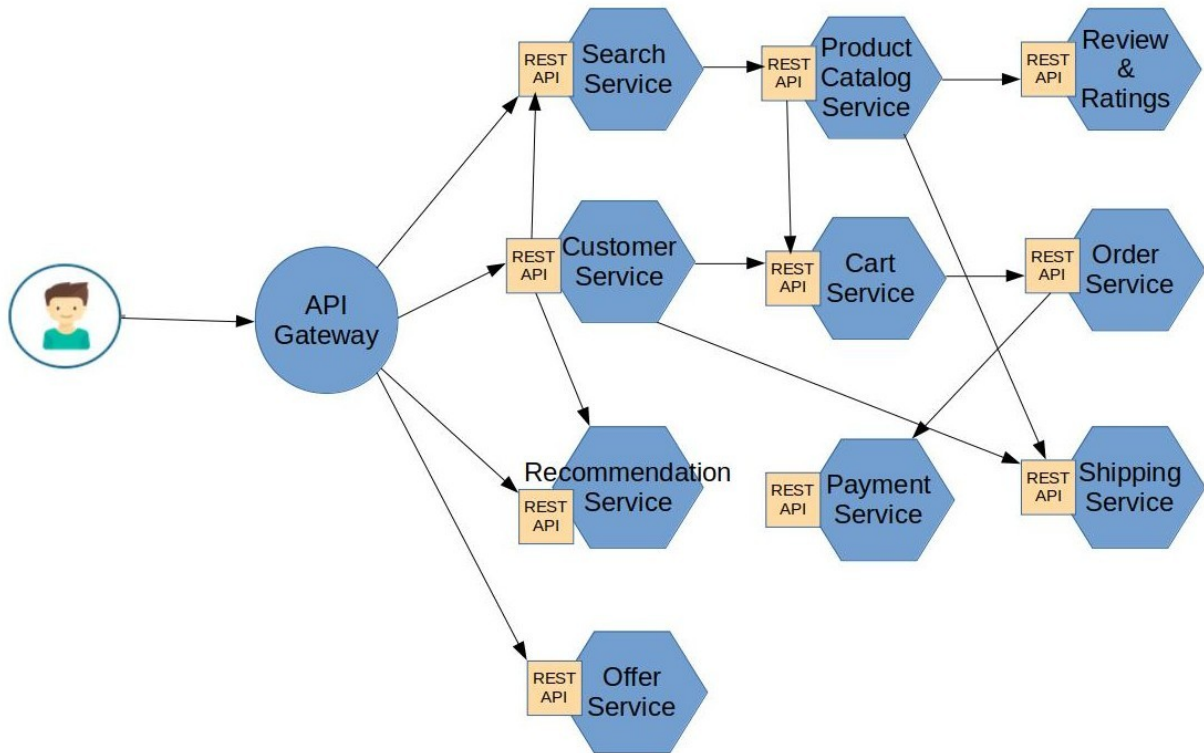 REST
API
Search
Service
REST
API
Product
Catalog
Service
REST
API
Review
&
Ratings
API
Gateway
REST
API
Customer
Service
REST
API
Cart
Service
REST
API
Order
Service
Recommendation
Service
REST
API
REST
API
Payment
Service
REST
API
Shipping
Service
REST
API
Offer
Service